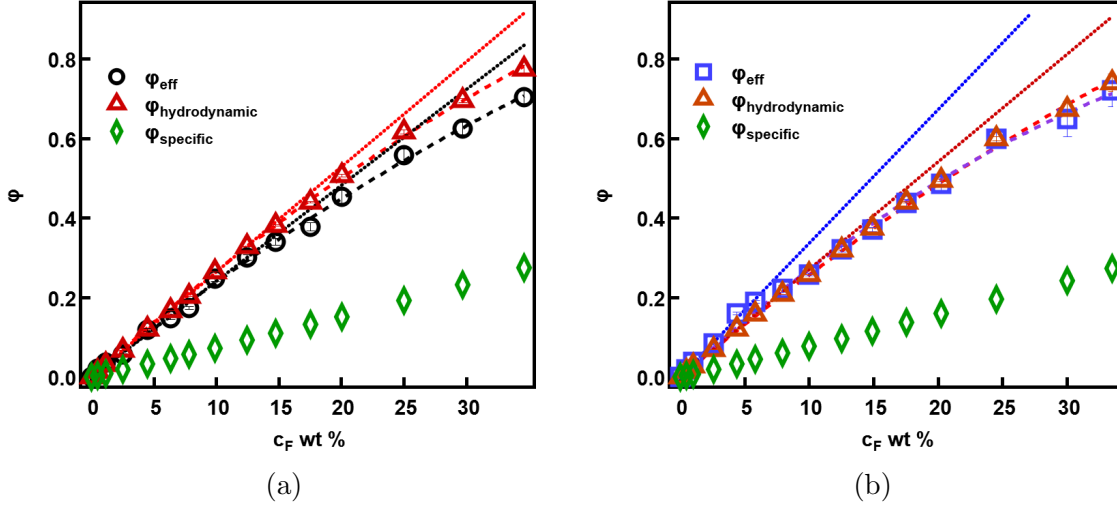 0.8
0.6
0.4
0.2
0.0
φ
φeff
φhydrodynamic
φspecific
0 5 10 15 20 25 30
cF wt %
(a)
0.8
0.6
0.4
0.2
0.0
φ
φeff
φhydrodynamic
φspecific
0 5 10 15 20 25 30
cF wt %
(b)